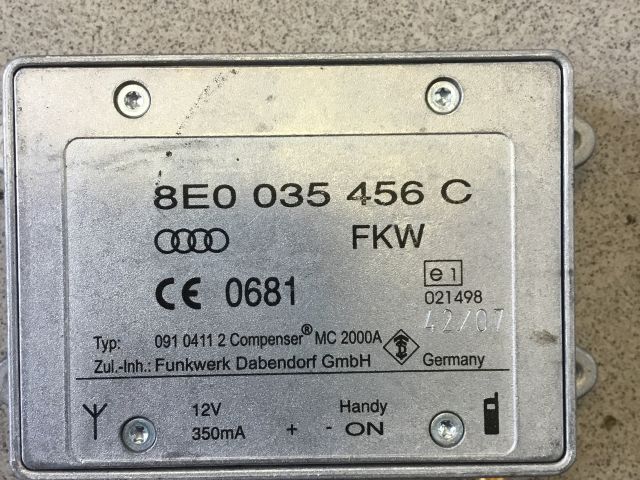 8E0 035 456 C
FKW
CE 0681
e1
021498
42/07
Typ: 091 0411 2 Compenser® MC 2000A
Zul.-Inh.: Funkwerk Dabendorf GmbH Germany
12V Handy
350mA + - ON